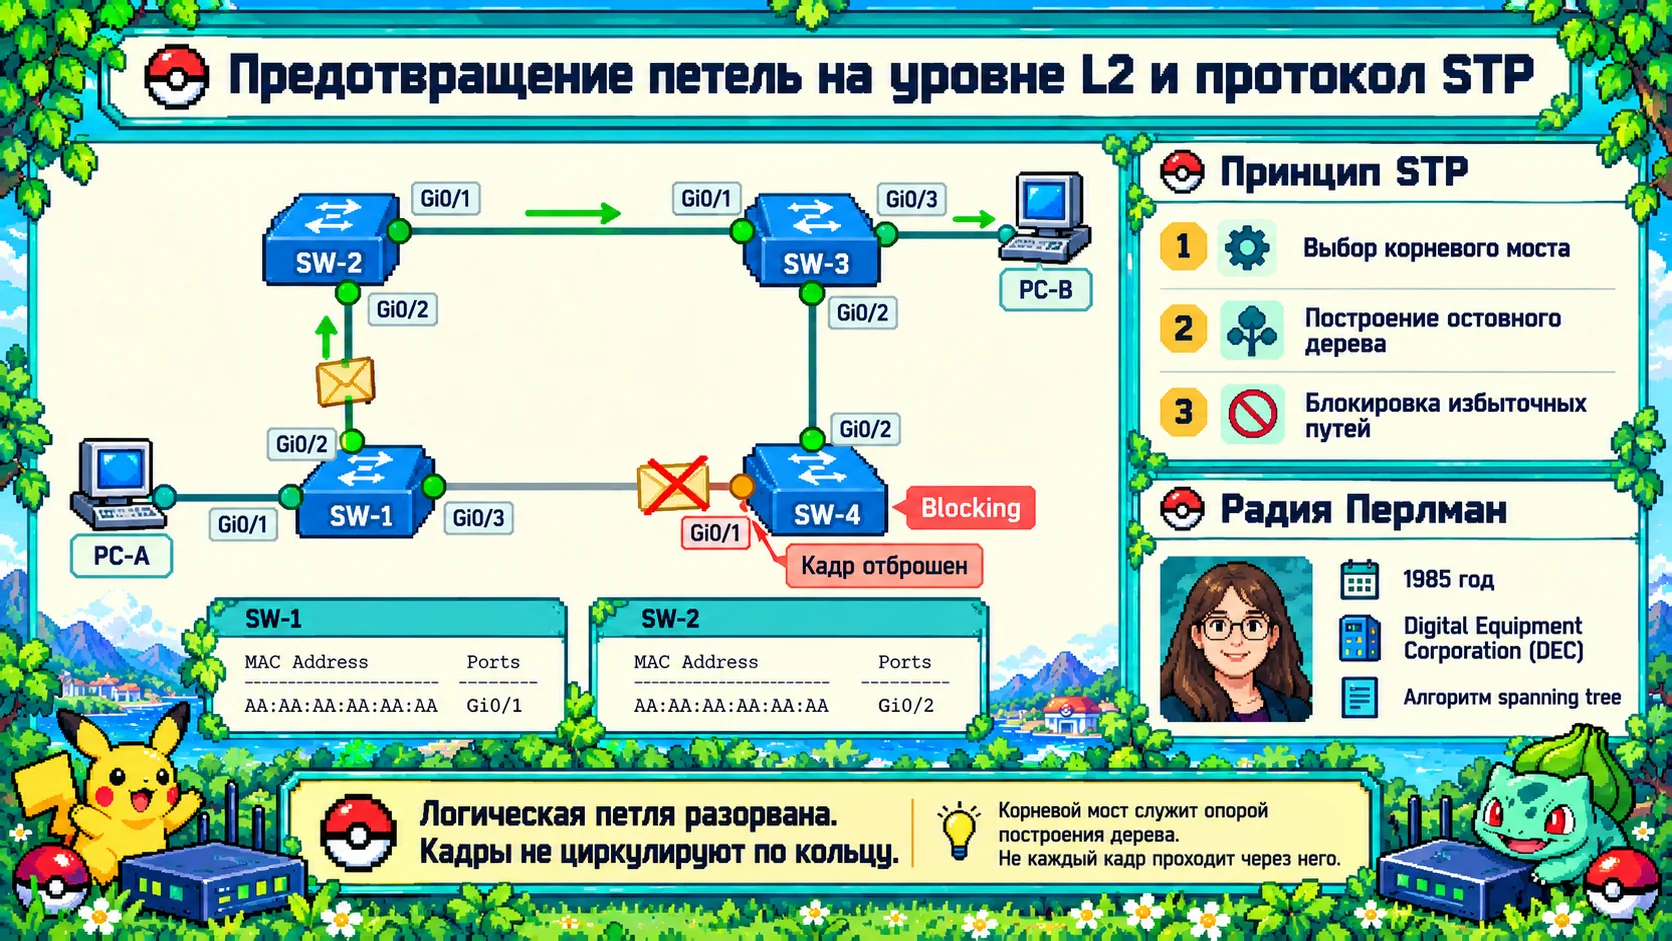 Предотвращение петель на уровне L2 и протокол STP
Gi0/1
Gi0/1
Gi0/3
SW-2
SW-3
PC-B
Gi0/2
Gi0/2
Gi0/2
Gi0/2
PC-A
Gi0/1
SW-1
Gi0/3
Gi0/1
SW-4
Blocking
Кадр отброшен
SW-1
MAC Address Ports
-------------------- --------
AA:AA:AA:AA:AA:AA Gi0/1
SW-2
MAC Address Ports
-------------------- ---------
AA:AA:AA:AA:AA:AA Gi0/2
Принцип STP
1 Выбор корневого моста
2 Построение остовного
дерева
3 Блокировка избыточных
путей
Радия Перлман
1985 год
Digital Equipment
Corporation (DEC)
Алгоритм spanning tree
Логическая петля разорвана.
Кадры не циркулируют по кольцу.
Корневой мост служит опорой
построения дерева.
Не каждый кадр проходит через него.